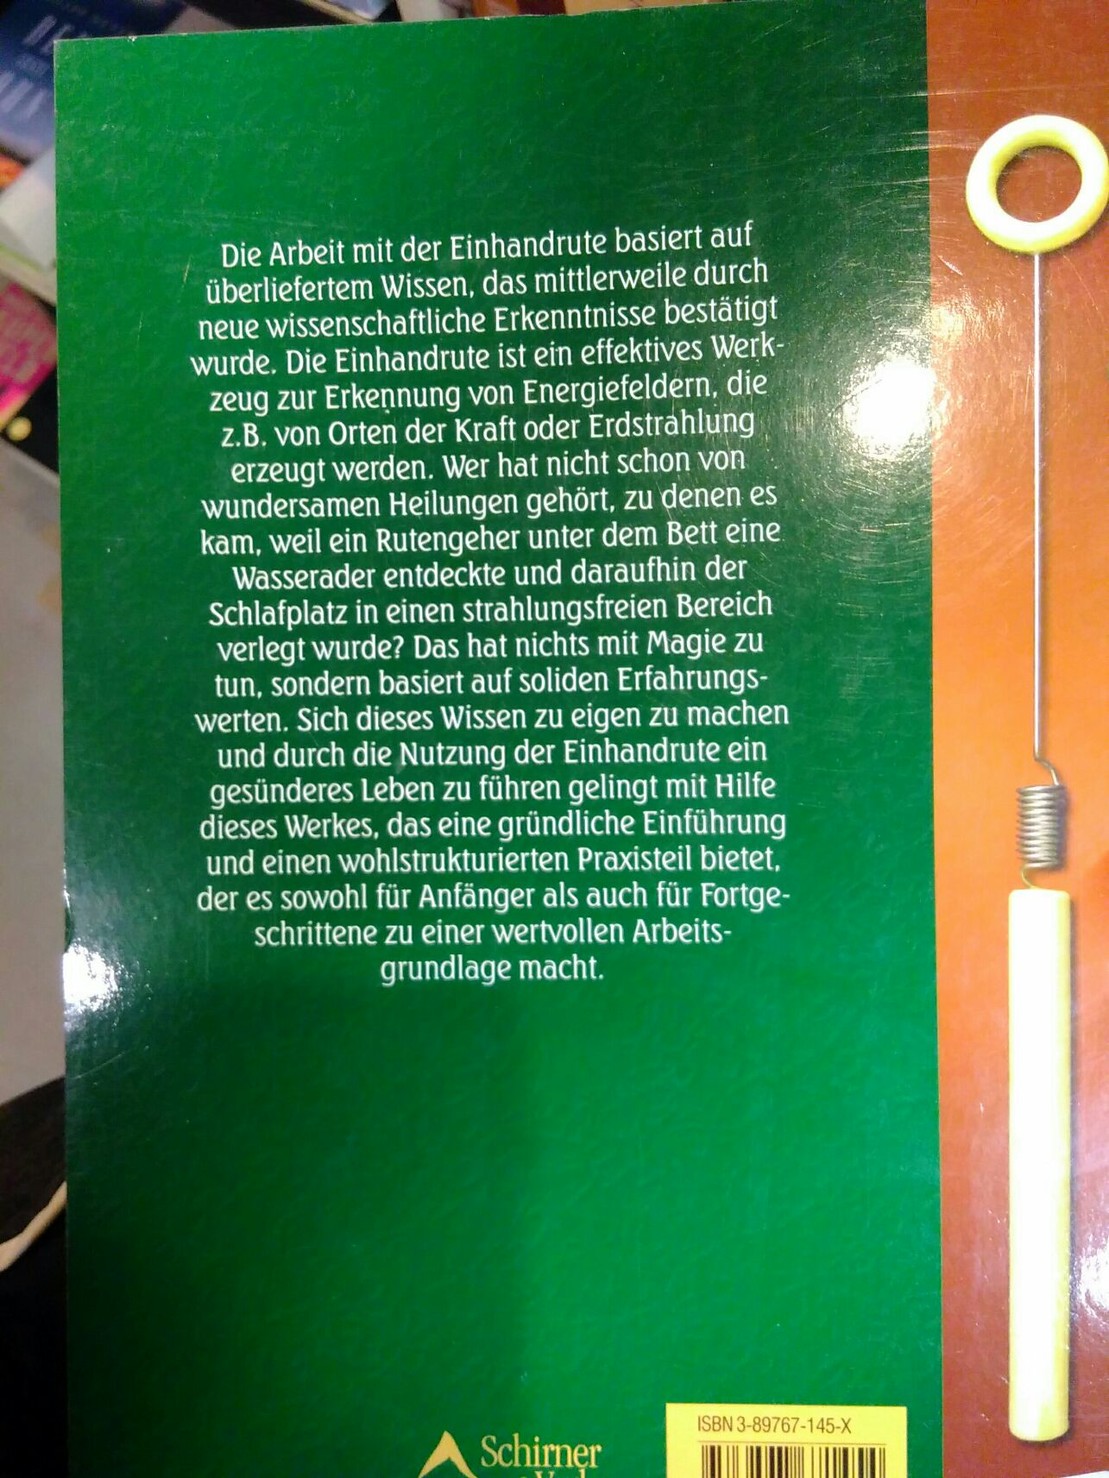 Die Arbeit mit der Einhandrute basiert auf
überliefertem Wissen, das mittlerweile durch
neue wissenschaftliche Erkenntnisse bestätigt
wurde. Die Einhandrute ist ein effektives Werk-
zeug zur Erkennung von Energiefeldern, die
z.B. von Orten der Kraft oder Erdstrahlung
erzeugt werden. Wer hat nicht schon von
wundersamen Heilungen gehört, zu denen es
kam, weil ein Rutengeher unter dem Bett eine
Wasserader entdeckte und daraufhin der
Schlafplatz in einen strahlungsfreien Bereich
verlegt wurde? Das hat nichts mit Magie zu
tun, sondern basiert auf soliden Erfahrungs-
werten. Sich dieses Wissen zu eigen zu machen
und durch die Nutzung der Einhandrute ein
gesünderes Leben zu führen gelingt mit Hilfe
dieses Werkes, das eine gründliche Einführung
und einen wohlstrukturierten Praxisteil bietet,
der es sowohl für Anfänger als auch für Fortge-
schrittene zu einer wertvollen Arbeits-
grundlage macht.
Schirner
ISBN 3-89767-145-X